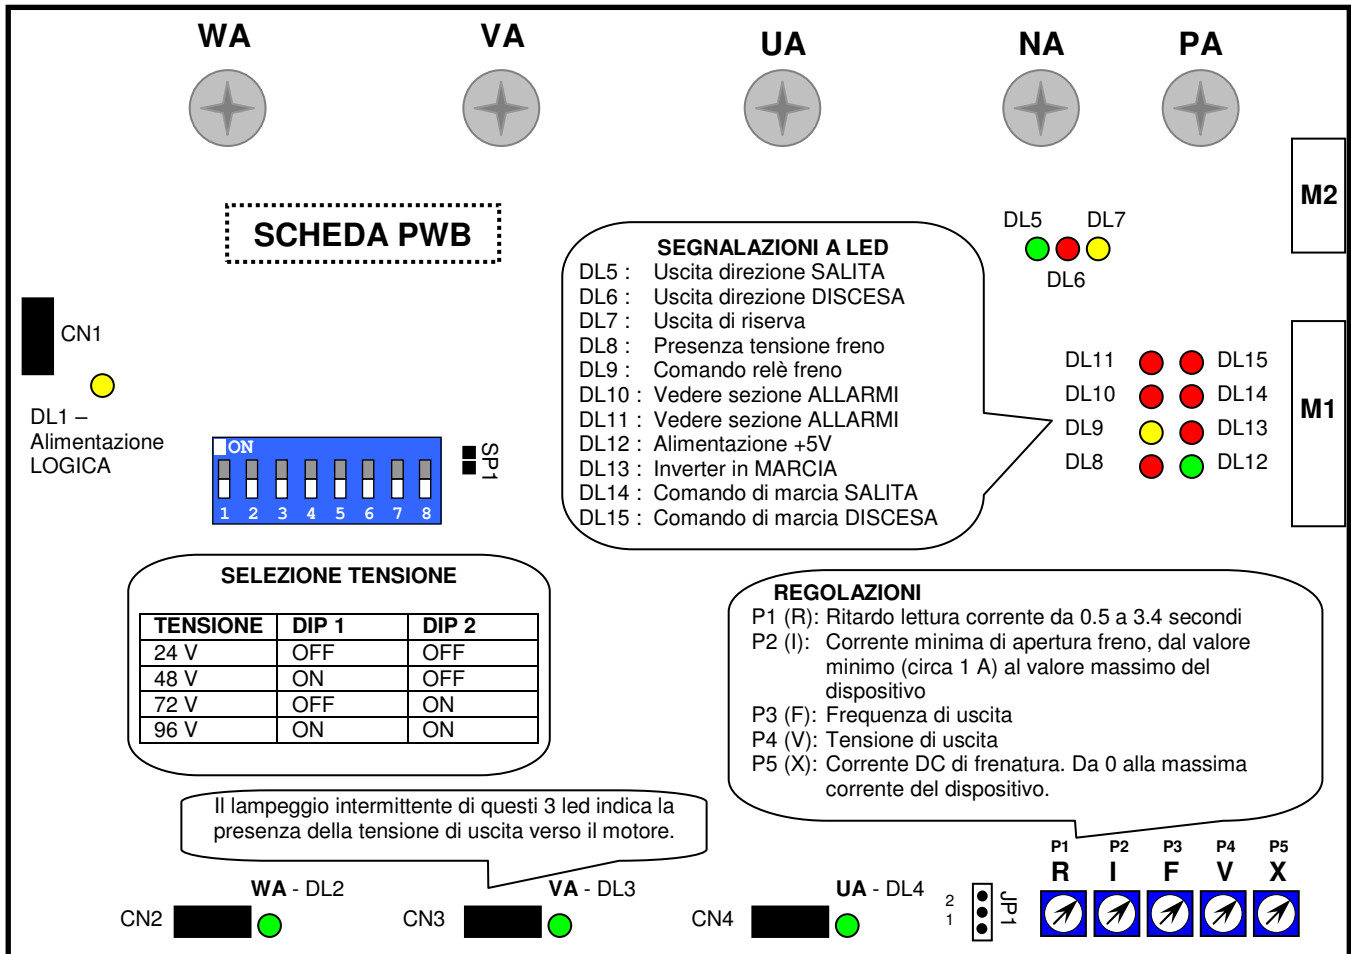 WA VA UA NA PA
M2
SCHEDA PWB
DL5 DL7
DL6
SEGNALAZIONI A LED
DL5 : Uscita direzione SALITA
DL6 : Uscita direzione DISCESA
DL7 : Uscita di riserva
DL8 : Presenza tensione freno
DL9 : Comando relè freno
DL10 : Vedere sezione ALLARMI
DL11 : Vedere sezione ALLARMI
DL12 : Alimentazione +5V
DL13 : Inverter in MARCIA
DL14 : Comando di marcia SALITA
DL15 : Comando di marcia DISCESA
CN1
DL1 –
Alimentazione
LOGICA
DL11 DL15
DL10 DL14
DL9 DL13
DL8 DL12
M1
ON
1 2 3 4 5 6 7 8
SP1
SELEZIONE TENSIONE
TENSIONE DIP 1 DIP 2
24 V OFF OFF
48 V ON OFF
72 V OFF ON
96 V ON ON
REGOLAZIONI
P1 (R): Ritardo lettura corrente da 0.5 a 3.4 secondi
P2 (I): Corrente minima di apertura freno, dal valore
minimo (circa 1 A) al valore massimo del
dispositivo
P3 (F): Frequenza di uscita
P4 (V): Tensione di uscita
P5 (X): Corrente DC di frenatura. Da 0 alla massima
corrente del dispositivo.
Il lampeggio intermittente di questi 3 led indica la
presenza della tensione di uscita verso il motore.
P1 P2 P3 P4 P5
R I F V X
WA - DL2 VA - DL3 UA - DL4
CN2 CN3 CN4
2
1
JP1